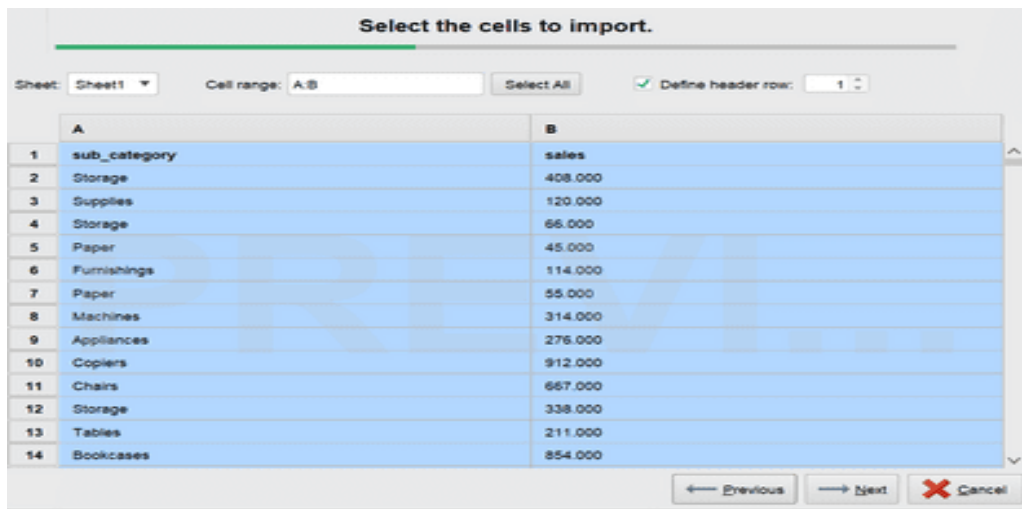 Select the cells to import.
Sheet: Sheet1 Cell range: A:B Select All Define header row: 1
A B
1 sub_category sales
2 Storage 408.000
3 Supplies 120.000
4 Storage 66.000
5 Paper 45.000
6 Furnishings 114.000
7 Paper 55.000
8 Machines 314.000
9 Appliances 276.000
10 Copiers 912.000
11 Chairs 667.000
12 Storage 338.000
13 Tables 211.000
14 Bookcases 854.000
PREVI...
Previous Next Cancel